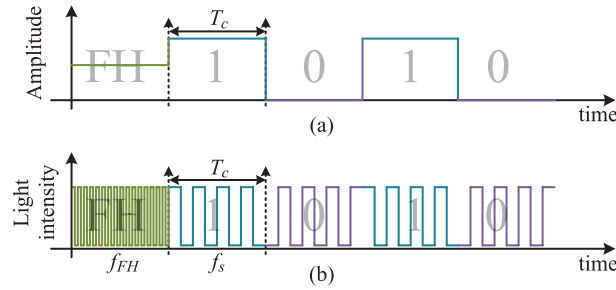 T_c
Amplitude
FH 1 0 1 0
time
(a)
T_c
Light
intensity
FH 1 0 1 0
time
f_FH f_s
(b)